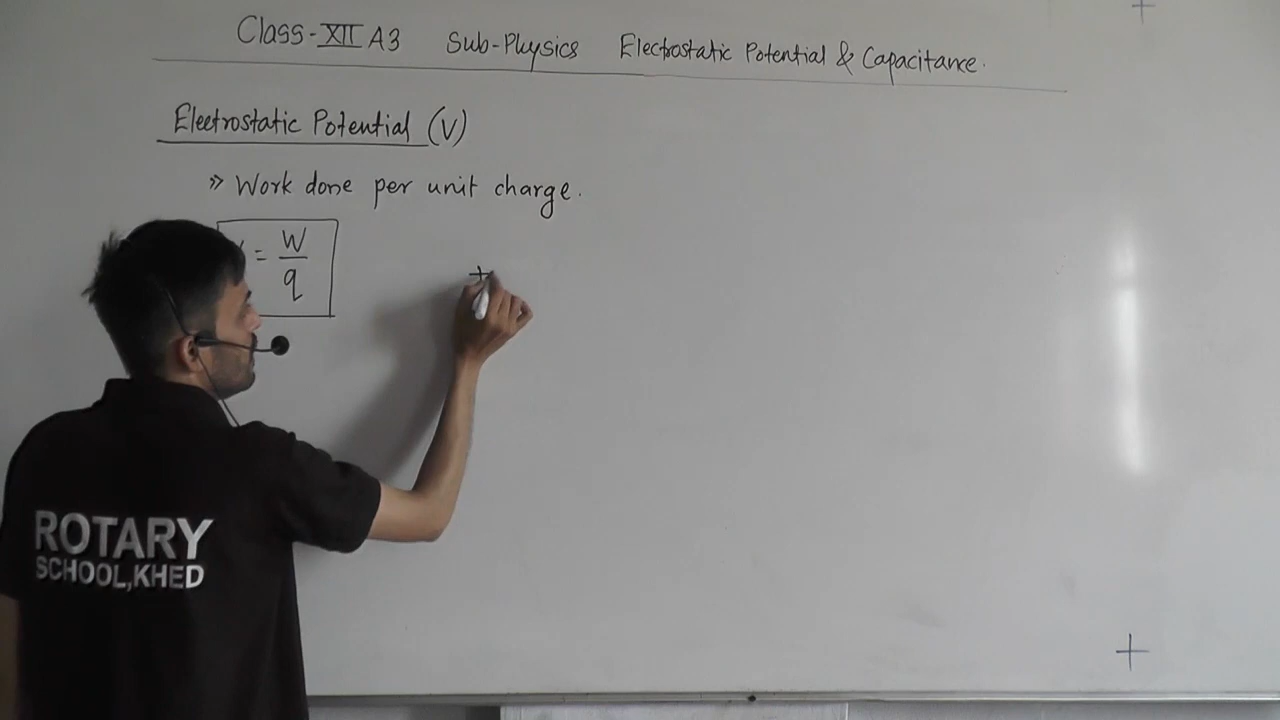 Class-XII A3 Sub-Physics Electrostatic Potential & Capacitance.
Electrostatic Potential (V)
» Work done per unit charge.
= W/q
+
+
+
ROTARY
SCHOOL,KHED